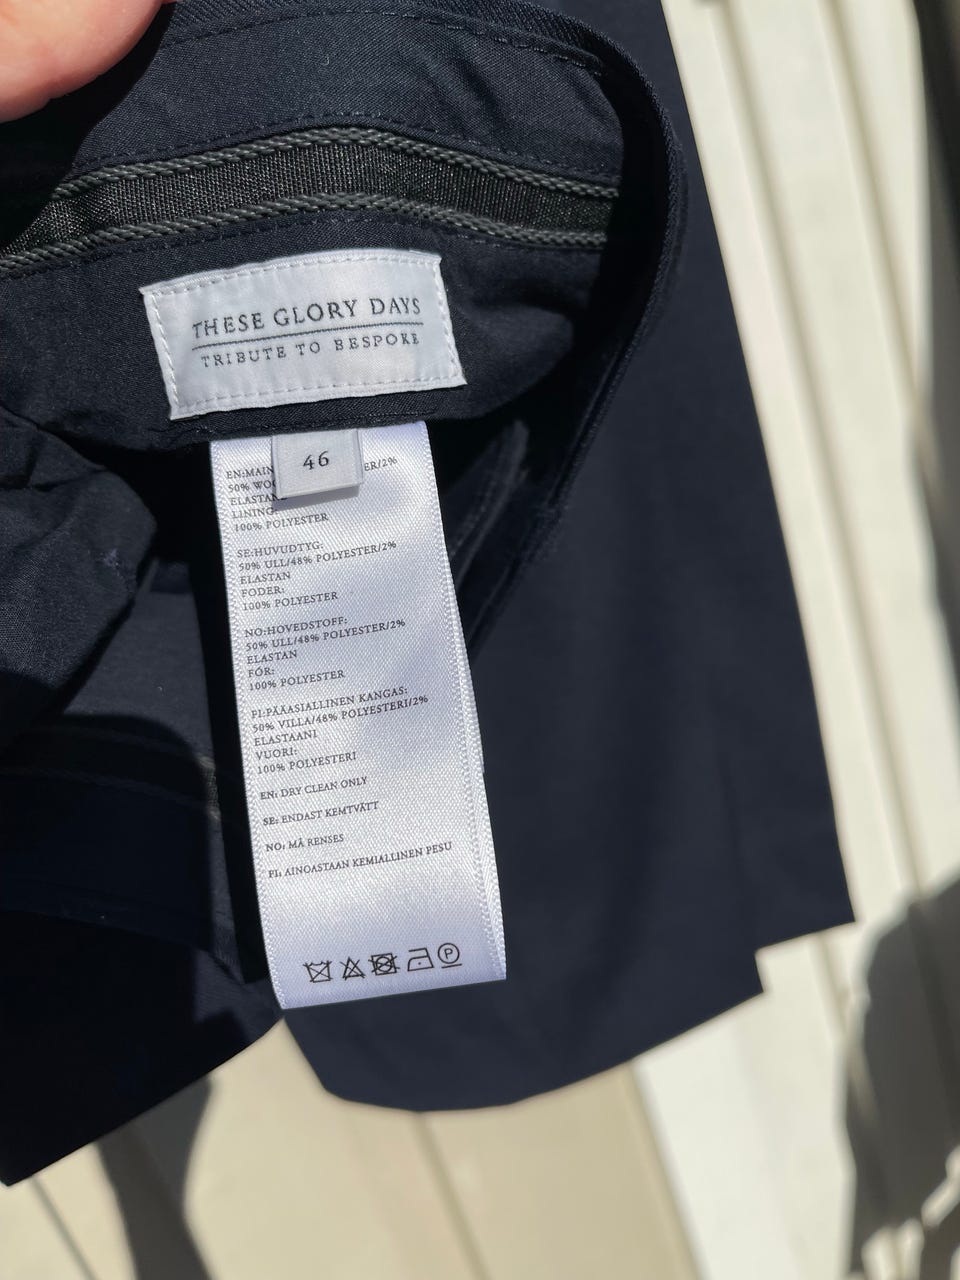 THESE GLORY DAYS
TRIBUTE TO BESPOKE
46
EN:MAIN ER/2%
50% WO
ELASTAN
LINING:
100% POLYESTER
SE:HUVUDTYG:
50% ULL/48% POLYESTER/2%
ELASTAN
FODER:
100% POLYESTER
NO:HOVEDSTOFF:
50% ULL/48% POLYESTER/2%
ELASTAN
FÓR:
100% POLYESTER
FI:PÄÄASIALLINEN KANGAS:
50% VILLA/48% POLYESTERI/2%
ELASTAANI
VUORI:
100% POLYESTERI
EN: DRY CLEAN ONLY
SE: ENDAST KEMTVÄTT
NO: MÅ RENSES
FI: AINOASTAAN KEMIALLINEN PESU
P